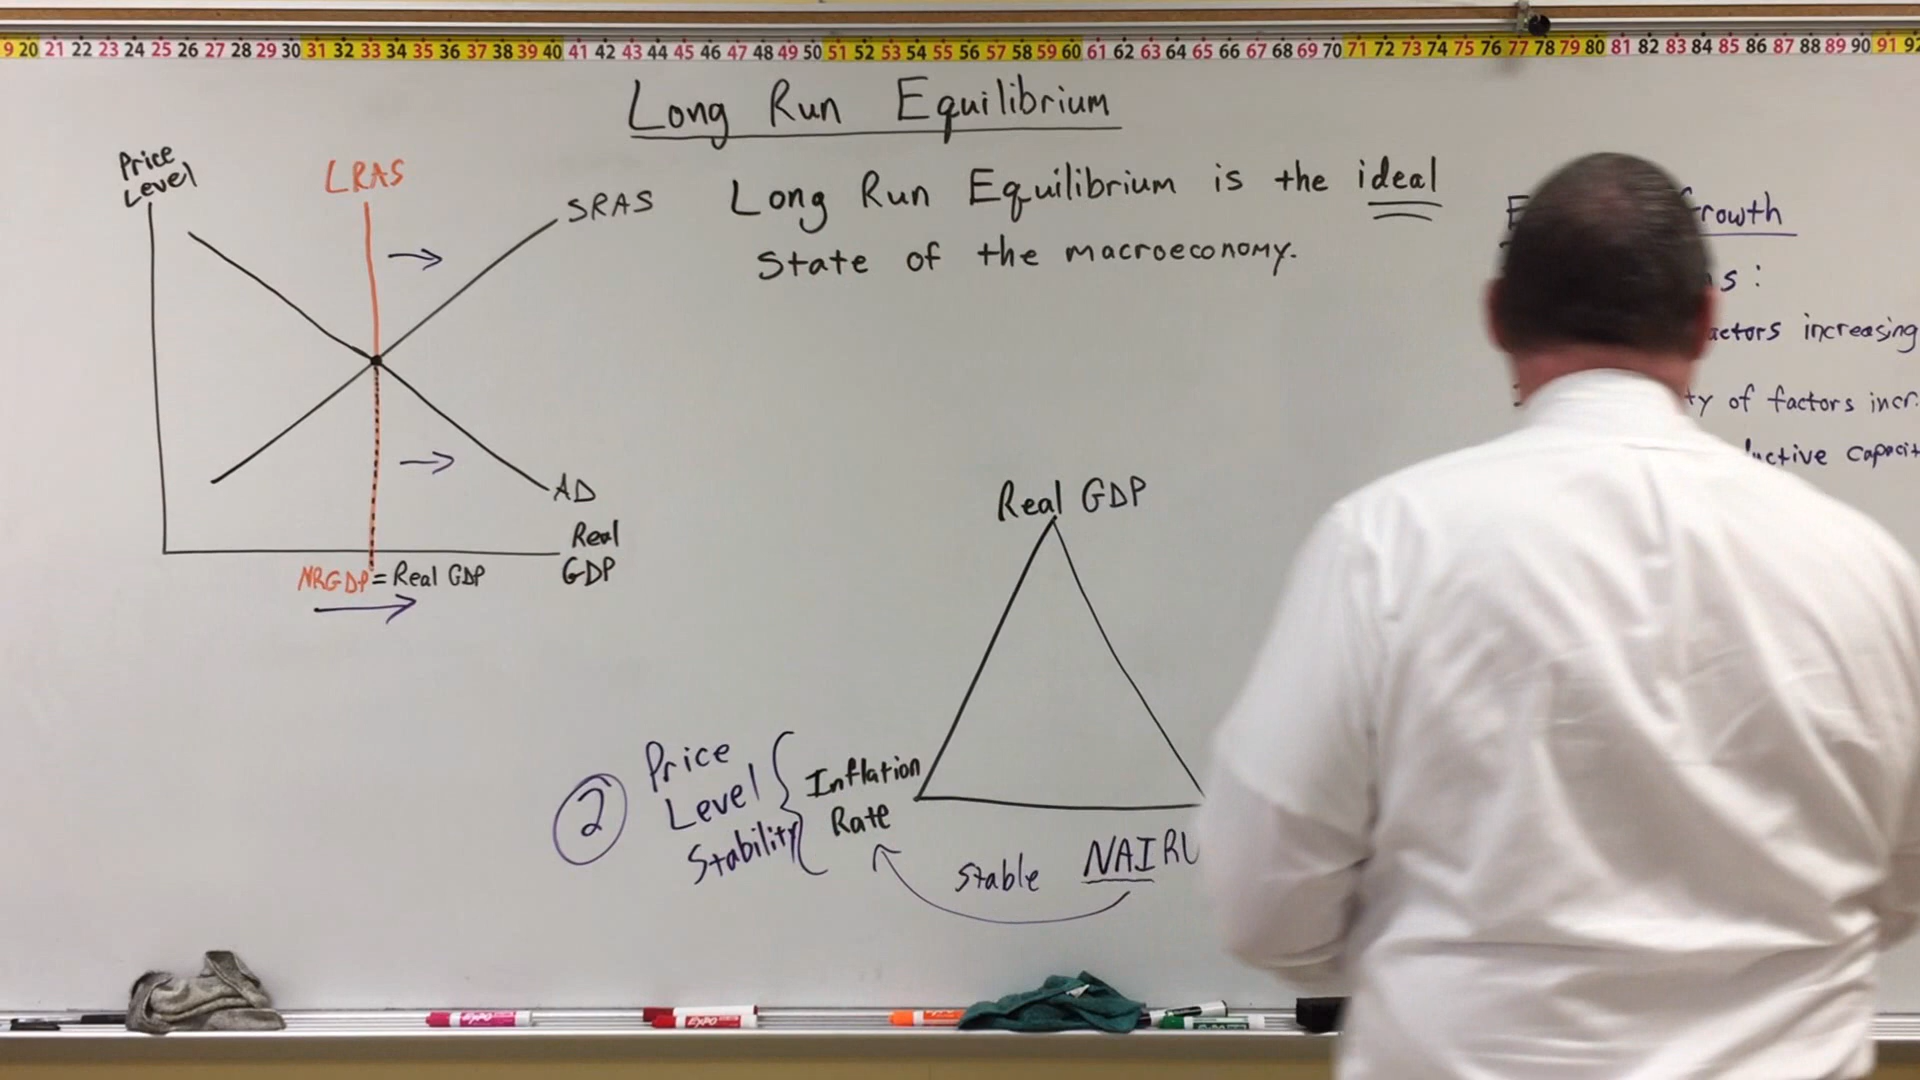 9 20 21 22 23 24 25 26 27 28 29 30 31 32 33 34 35 36 37 38 39 40 41 42 43 44 45 46 47 48 49 50 51 52 53 54 55 56 57 58 59 60 61 62 63 64 65 66 67 68 69 70 71 72 73 74 75 76 77 78 79 80 81 82 83 84 85 86 87 88 89 90 91 92
Long Run Equilibrium
Price
Level
LRAS
SRAS
AD
Real
GDP
NRGDP = Real GDP
Long Run Equilibrium is the ideal
State of the macroeconomy.
Real GDP
2
Price
Level
Stability
Inflation
Rate
Stable NAIRU
rowth
s:
actors increasing
ty of factors incr.
uctive capacit
EXPO